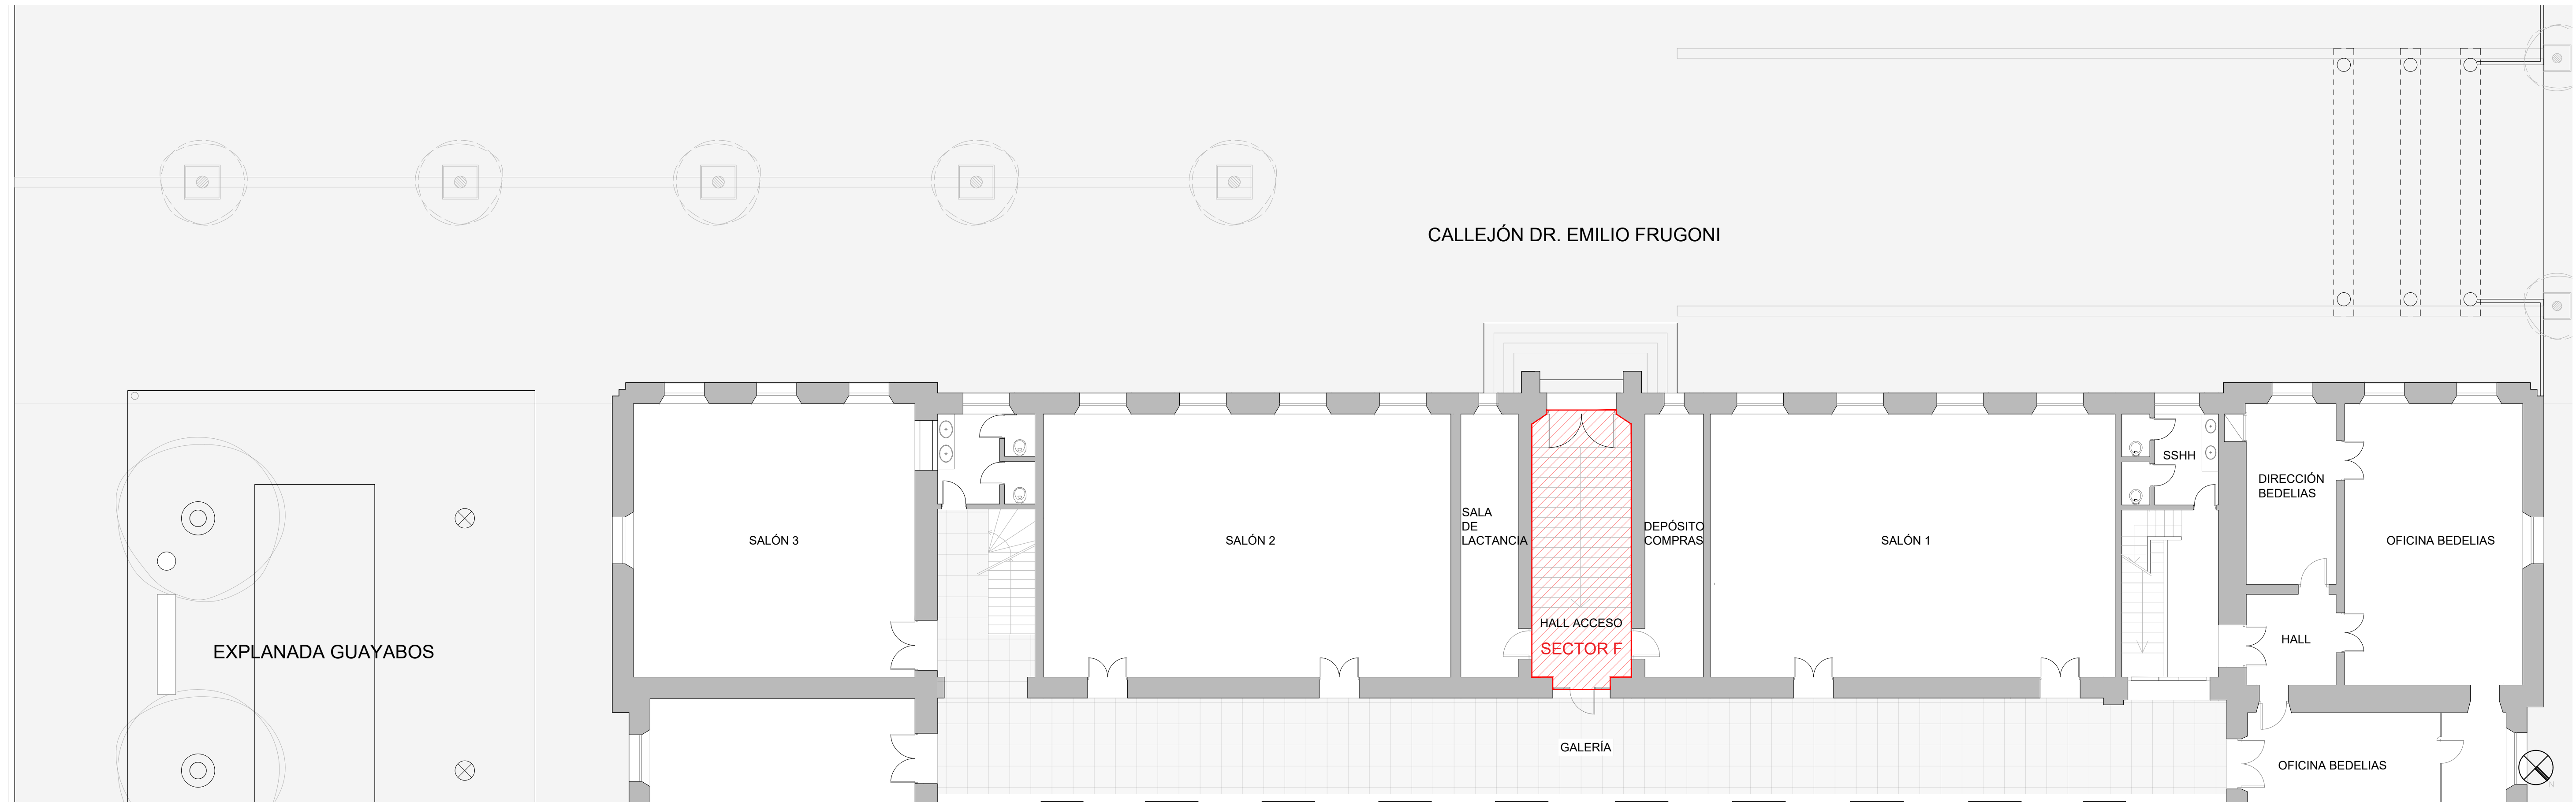 CALLEJÓN DR. EMILIO FRUGONI
SSHH
DIRECCIÓN
BEDELIAS
SALA
DE
LACTANCIA
DEPÓSITO
COMPRAS
SALÓN 3
SALÓN 2
SALÓN 1
OFICINA BEDELIAS
HALL ACCESO
SECTOR F
HALL
EXPLANADA GUAYABOS
GALERÍA
OFICINA BEDELIAS
N